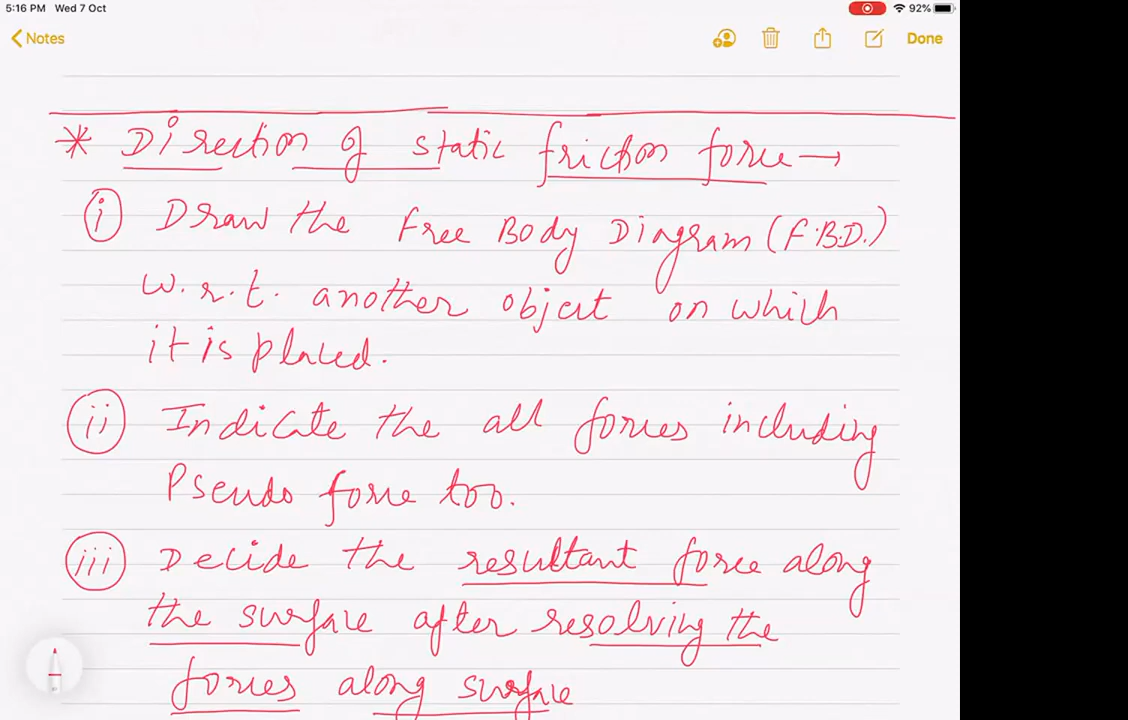 5:16 PM Wed 7 Oct
92%
Notes
Done
* Direction of static friction force →
i Draw the Free Body Diagram (F.B.D.)
w.r.t. another object on which
it is placed.
ii Indicate the all forces including
Pseudo force too.
iii Decide the resultant force along
the surface after resolving the
forces along surface